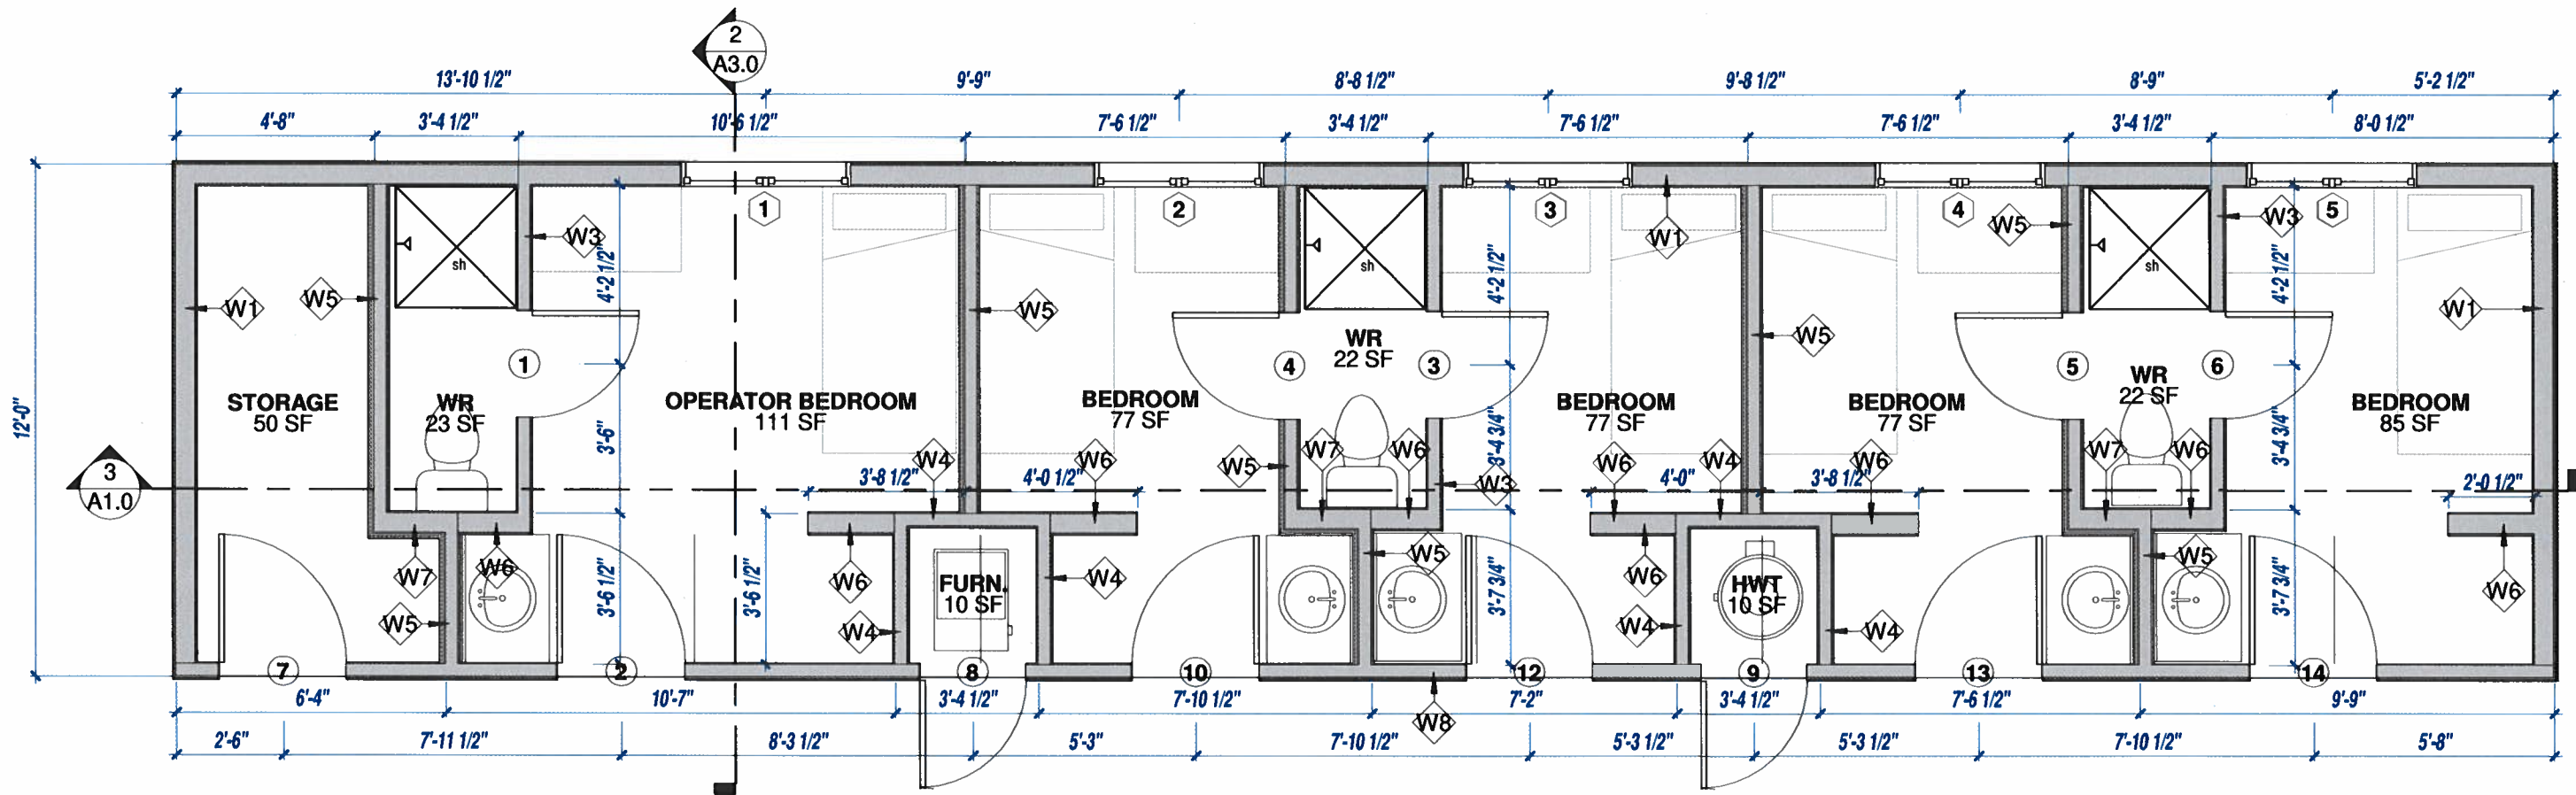 2
A3.0
13'-10 1/2"
9'-9"
8'-8 1/2"
9'-8 1/2"
8'-9"
5'-2 1/2"
4'-8"
3'-4 1/2"
10'-6 1/2"
7'-6 1/2"
3'-4 1/2"
7'-6 1/2"
7'-6 1/2"
3'-4 1/2"
8'-0 1/2"
12'-0"
1
2
3
4
5
W3
W1
W5
W3
sh
sh
sh
4'-2 1/2"
4'-2 1/2"
4'-2 1/2"
W1
W5
W5
W5
W1
1
4
3
5
6
WR
22 SF
STORAGE
50 SF
WR
23 SF
OPERATOR BEDROOM
111 SF
BEDROOM
77 SF
BEDROOM
77 SF
BEDROOM
77 SF
WR
22 SF
BEDROOM
85 SF
3'-6"
3'-4 3/4"
3'-4 3/4"
3
A1.0
W4
W6
W5
W7
W6
W6
W4
W6
W7
W6
3'-8 1/2"
4'-0 1/2"
W3
4'-0"
3'-8 1/2"
2'-0 1/2"
W7
W6
3'-6 1/2"
3'-6 1/2"
W6
FURN.
10 SF
W4
W5
3'-7 3/4"
W6
HWT
10 SF
W5
3'-7 3/4"
W6
W5
W4
W4
W4
7
2
8
10
12
9
13
14
6'-4"
10'-7"
3'-4 1/2"
7'-10 1/2"
7'-2"
3'-4 1/2"
7'-6 1/2"
9'-9"
W8
2'-6"
7'-11 1/2"
8'-3 1/2"
5'-3"
7'-10 1/2"
5'-3 1/2"
5'-3 1/2"
7'-10 1/2"
5'-8"